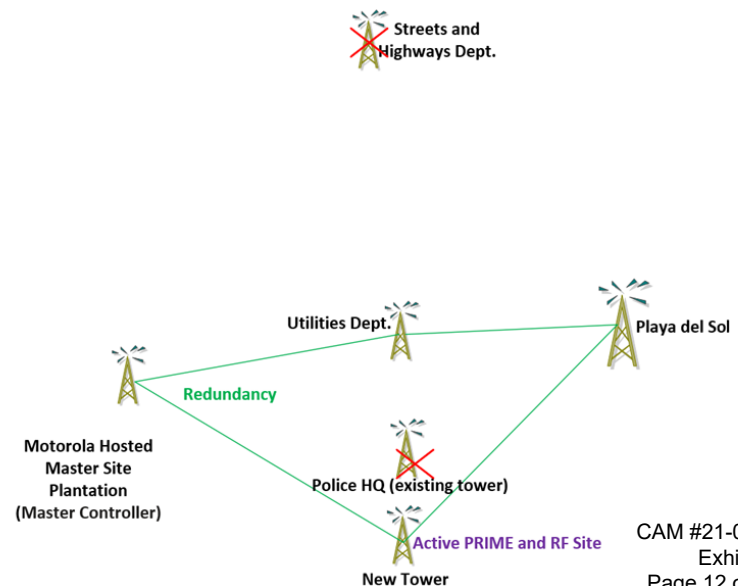 Streets and
Highways Dept.
Utilities Dept.
Playa del Sol
Redundancy
Motorola Hosted
Master Site
Plantation
(Master Controller)
Police HQ (existing tower)
Active PRIME and RF Site
New Tower
CAM #21-0
Exhi
Page 12